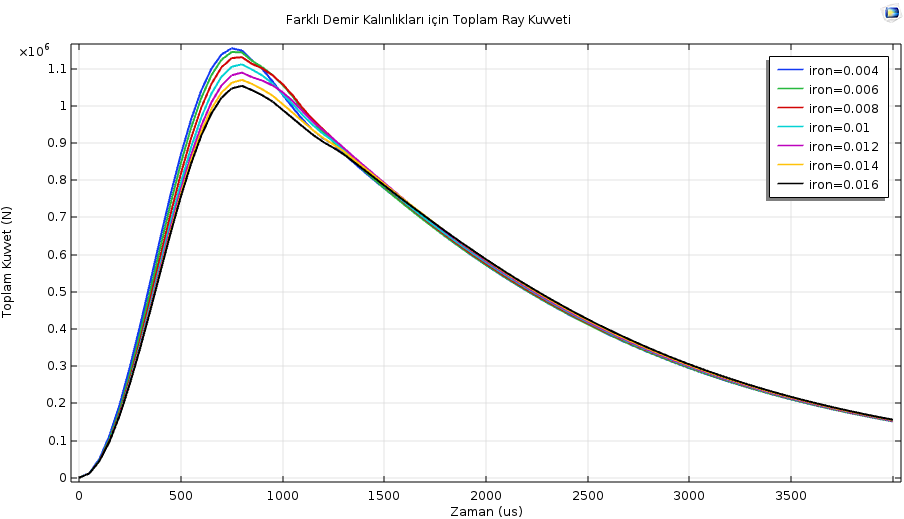 Farklı Demir Kalınlıkları için Toplam Ray Kuvveti
×10⁶
1.1
1
0.9
0.8
0.7
0.6
0.5
0.4
0.3
0.2
0.1
0
Toplam Kuvvet (N)
iron=0.004
iron=0.006
iron=0.008
iron=0.01
iron=0.012
iron=0.014
iron=0.016
0 500 1000 1500 2000 2500 3000 3500
Zaman (us)